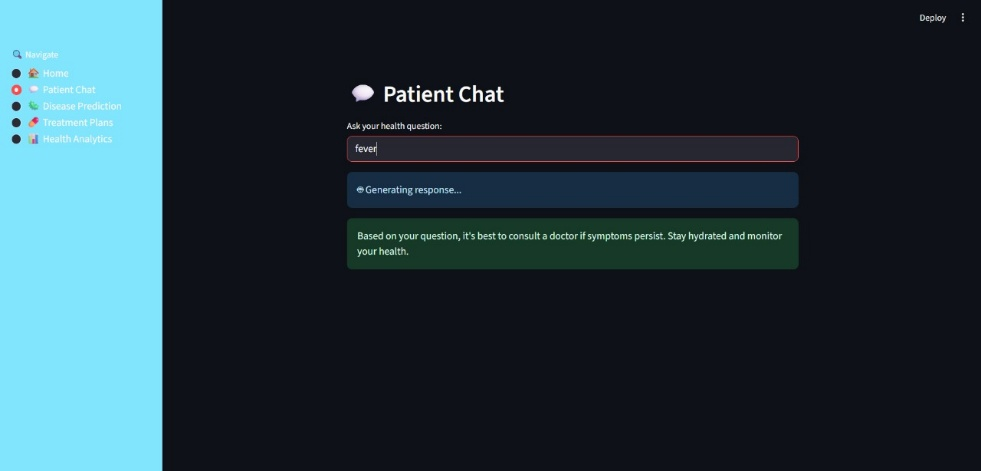 Deploy
Navigate
Home
Patient Chat
Disease Prediction
Treatment Plans
Health Analytics
Patient Chat
Ask your health question:
fever
Generating response...
Based on your question, it's best to consult a doctor if symptoms persist. Stay hydrated and monitor
your health.